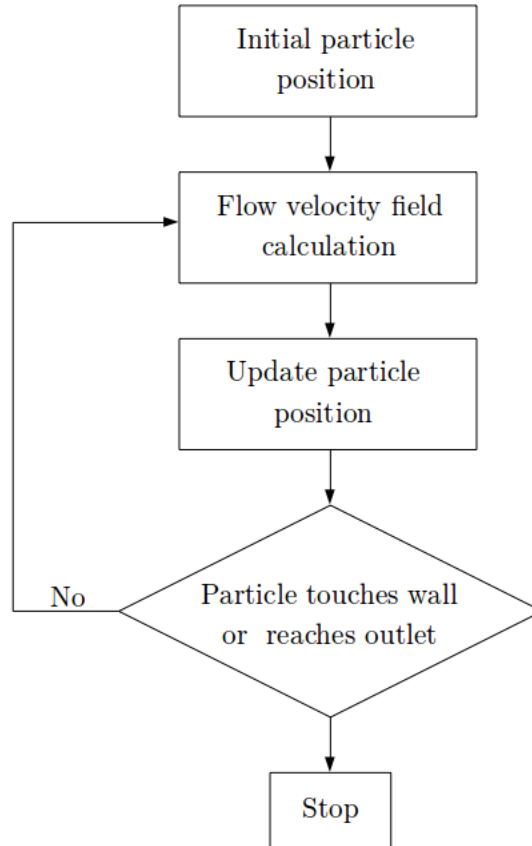 Initial particle
position
Flow velocity field
calculation
Update particle
position
No
Particle touches wall
or reaches outlet
Stop